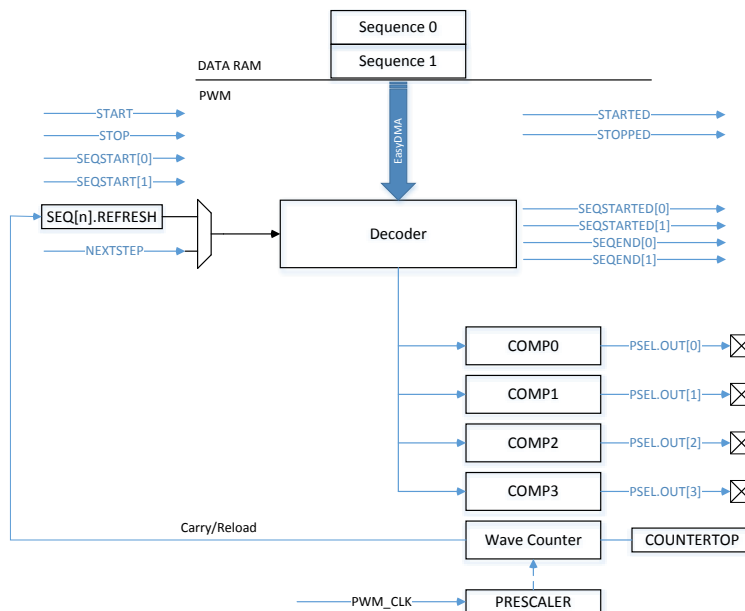 Sequence 0
DATA RAM
Sequence 1
PWM
START
STARTED
STOP
STOPPED
EasyDMA
SEQSTART[0]
SEQSTART[1]
SEQ[n].REFRESH
SEQSTARTED[0]
SEQSTARTED[1]
Decoder
SEQEND[0]
NEXTSTEP
SEQEND[1]
COMP0
PSEL.OUT[0]
COMP1
PSEL.OUT[1]
COMP2
PSEL.OUT[2]
COMP3
PSEL.OUT[3]
Carry/Reload
Wave Counter
COUNTERTOP
PWM_CLK
PRESCALER